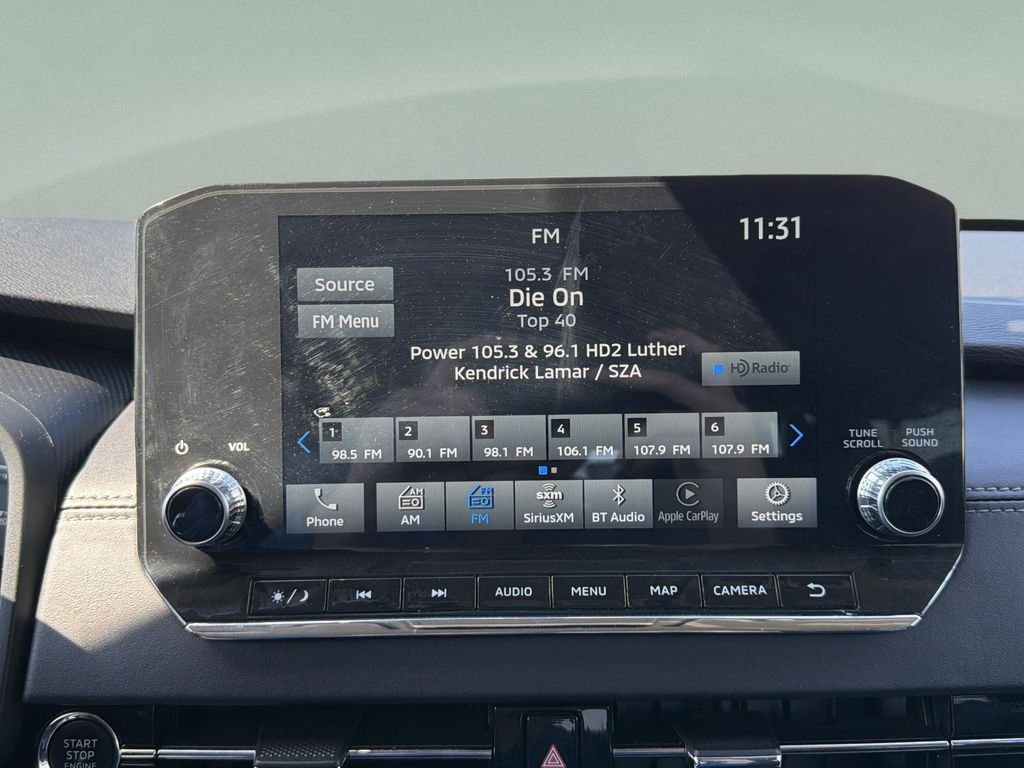 FM
11:31
105.3 FM
Source
Die On
FM Menu
Top 40
Power 105.3 & 96.1 HD2 Luther
Kendrick Lamar / SZA
HD Radio
1 2 3 4 5 6
98.5 FM 90.1 FM 98.1 FM 106.1 FM 107.9 FM 107.9 FM
VOL
TUNE SCROLL
PUSH SOUND
AM FM sxm
Phone AM FM SiriusXM BT Audio Apple CarPlay Settings
AUDIO MENU MAP CAMERA
START
STOP
ENGINE